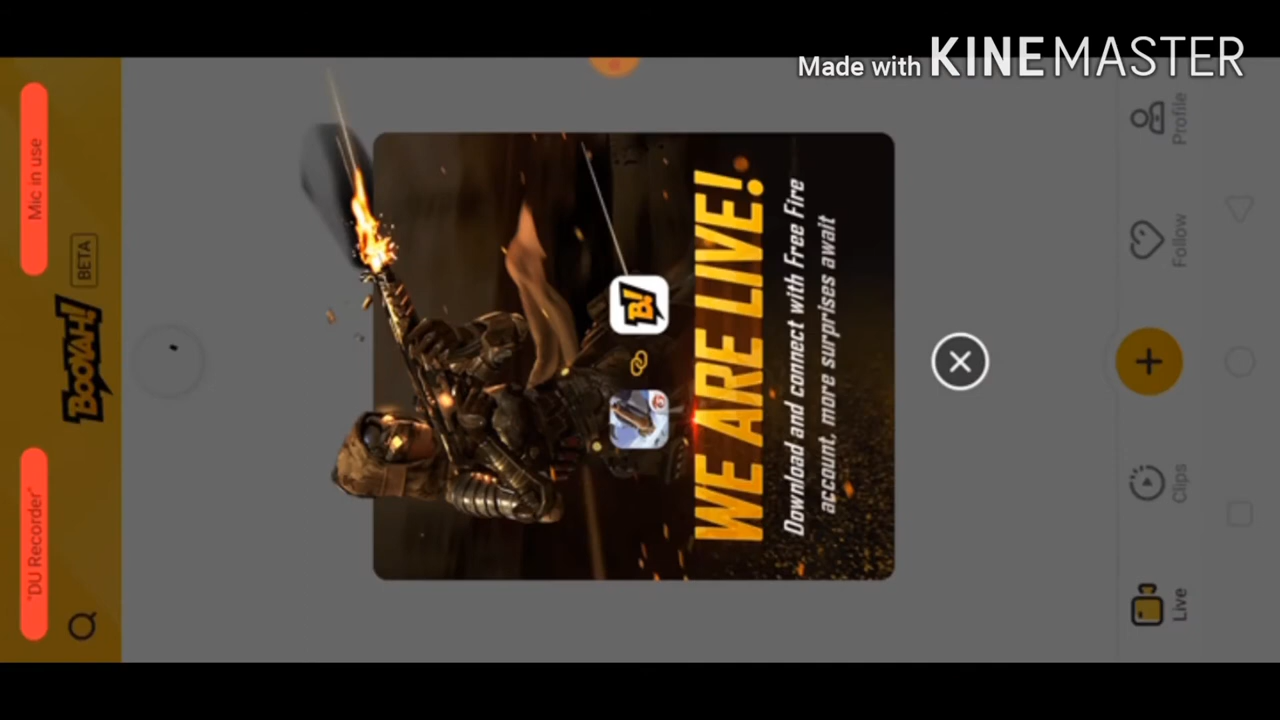 Made with KINEMASTER
"DU Recorder"
Mic in use
BOOYAH!
BETA
B!
WE ARE LIVE!
Download and connect with Free Fire
account, more surprises await
Live
Clips
Follow
Profile